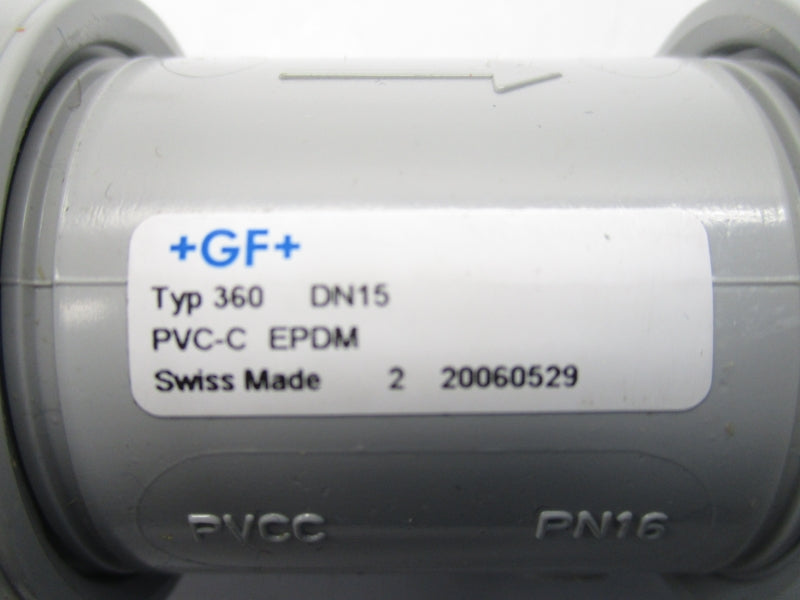 +GF+
Typ 360 DN15
PVC-C EPDM
Swiss Made 2 20060529
PVCC PN16